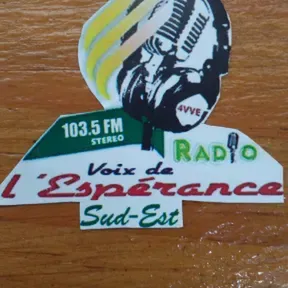 4VVE
103.5 FM
STEREO
RADIO
Voix de
l'Espérance
Sud-Est